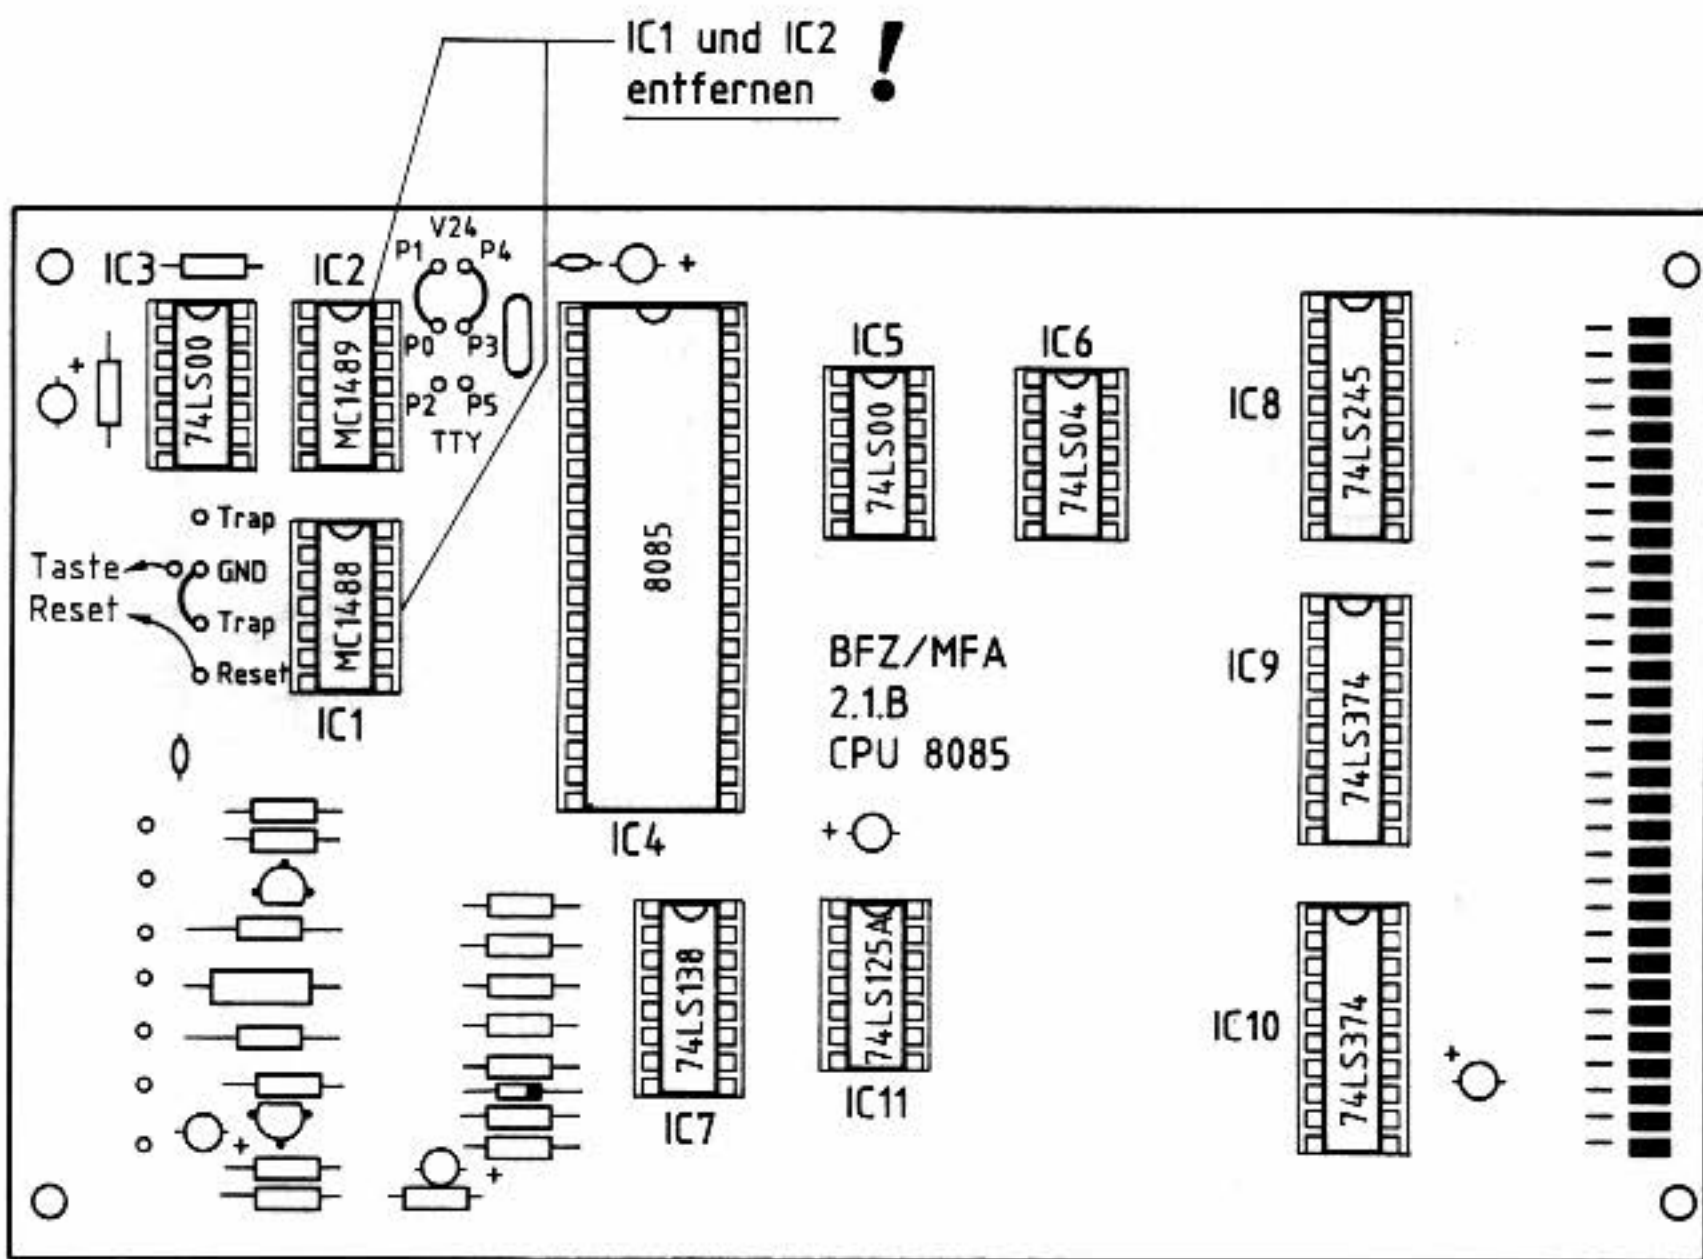 IC1 und IC2
entfernen !
V24
P1 P4
IC3 IC2
P0 P3
P2 P5
TTY
+
+
74LS00
MC1489
IC5
IC6
IC8
74LS00
74LS04
74LS245
Trap
Taste GND
Reset Trap
Reset
MC1488
IC1
8085
IC4
BFZ/MFA
2.1.B
CPU 8085
+
IC9
74LS374
74LS138
IC7
74LS125A
IC11
IC10
74LS374
+
+
+